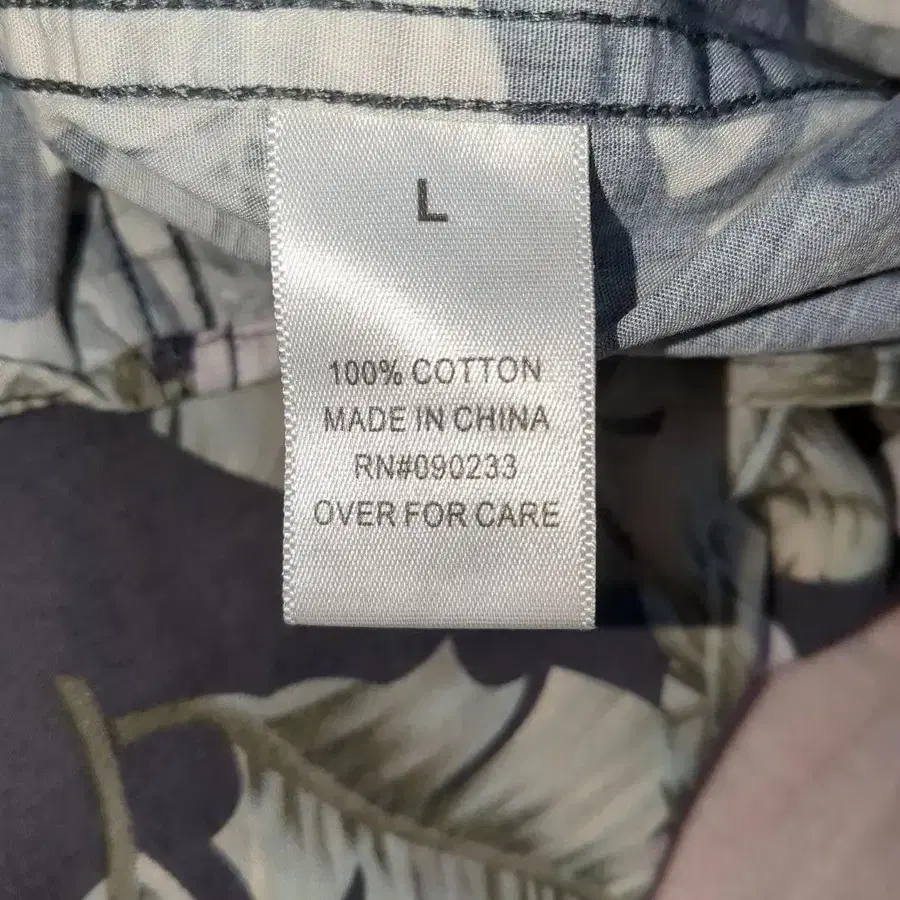 L
100% COTTON
MADE IN CHINA
RN#090233
OVER FOR CARE